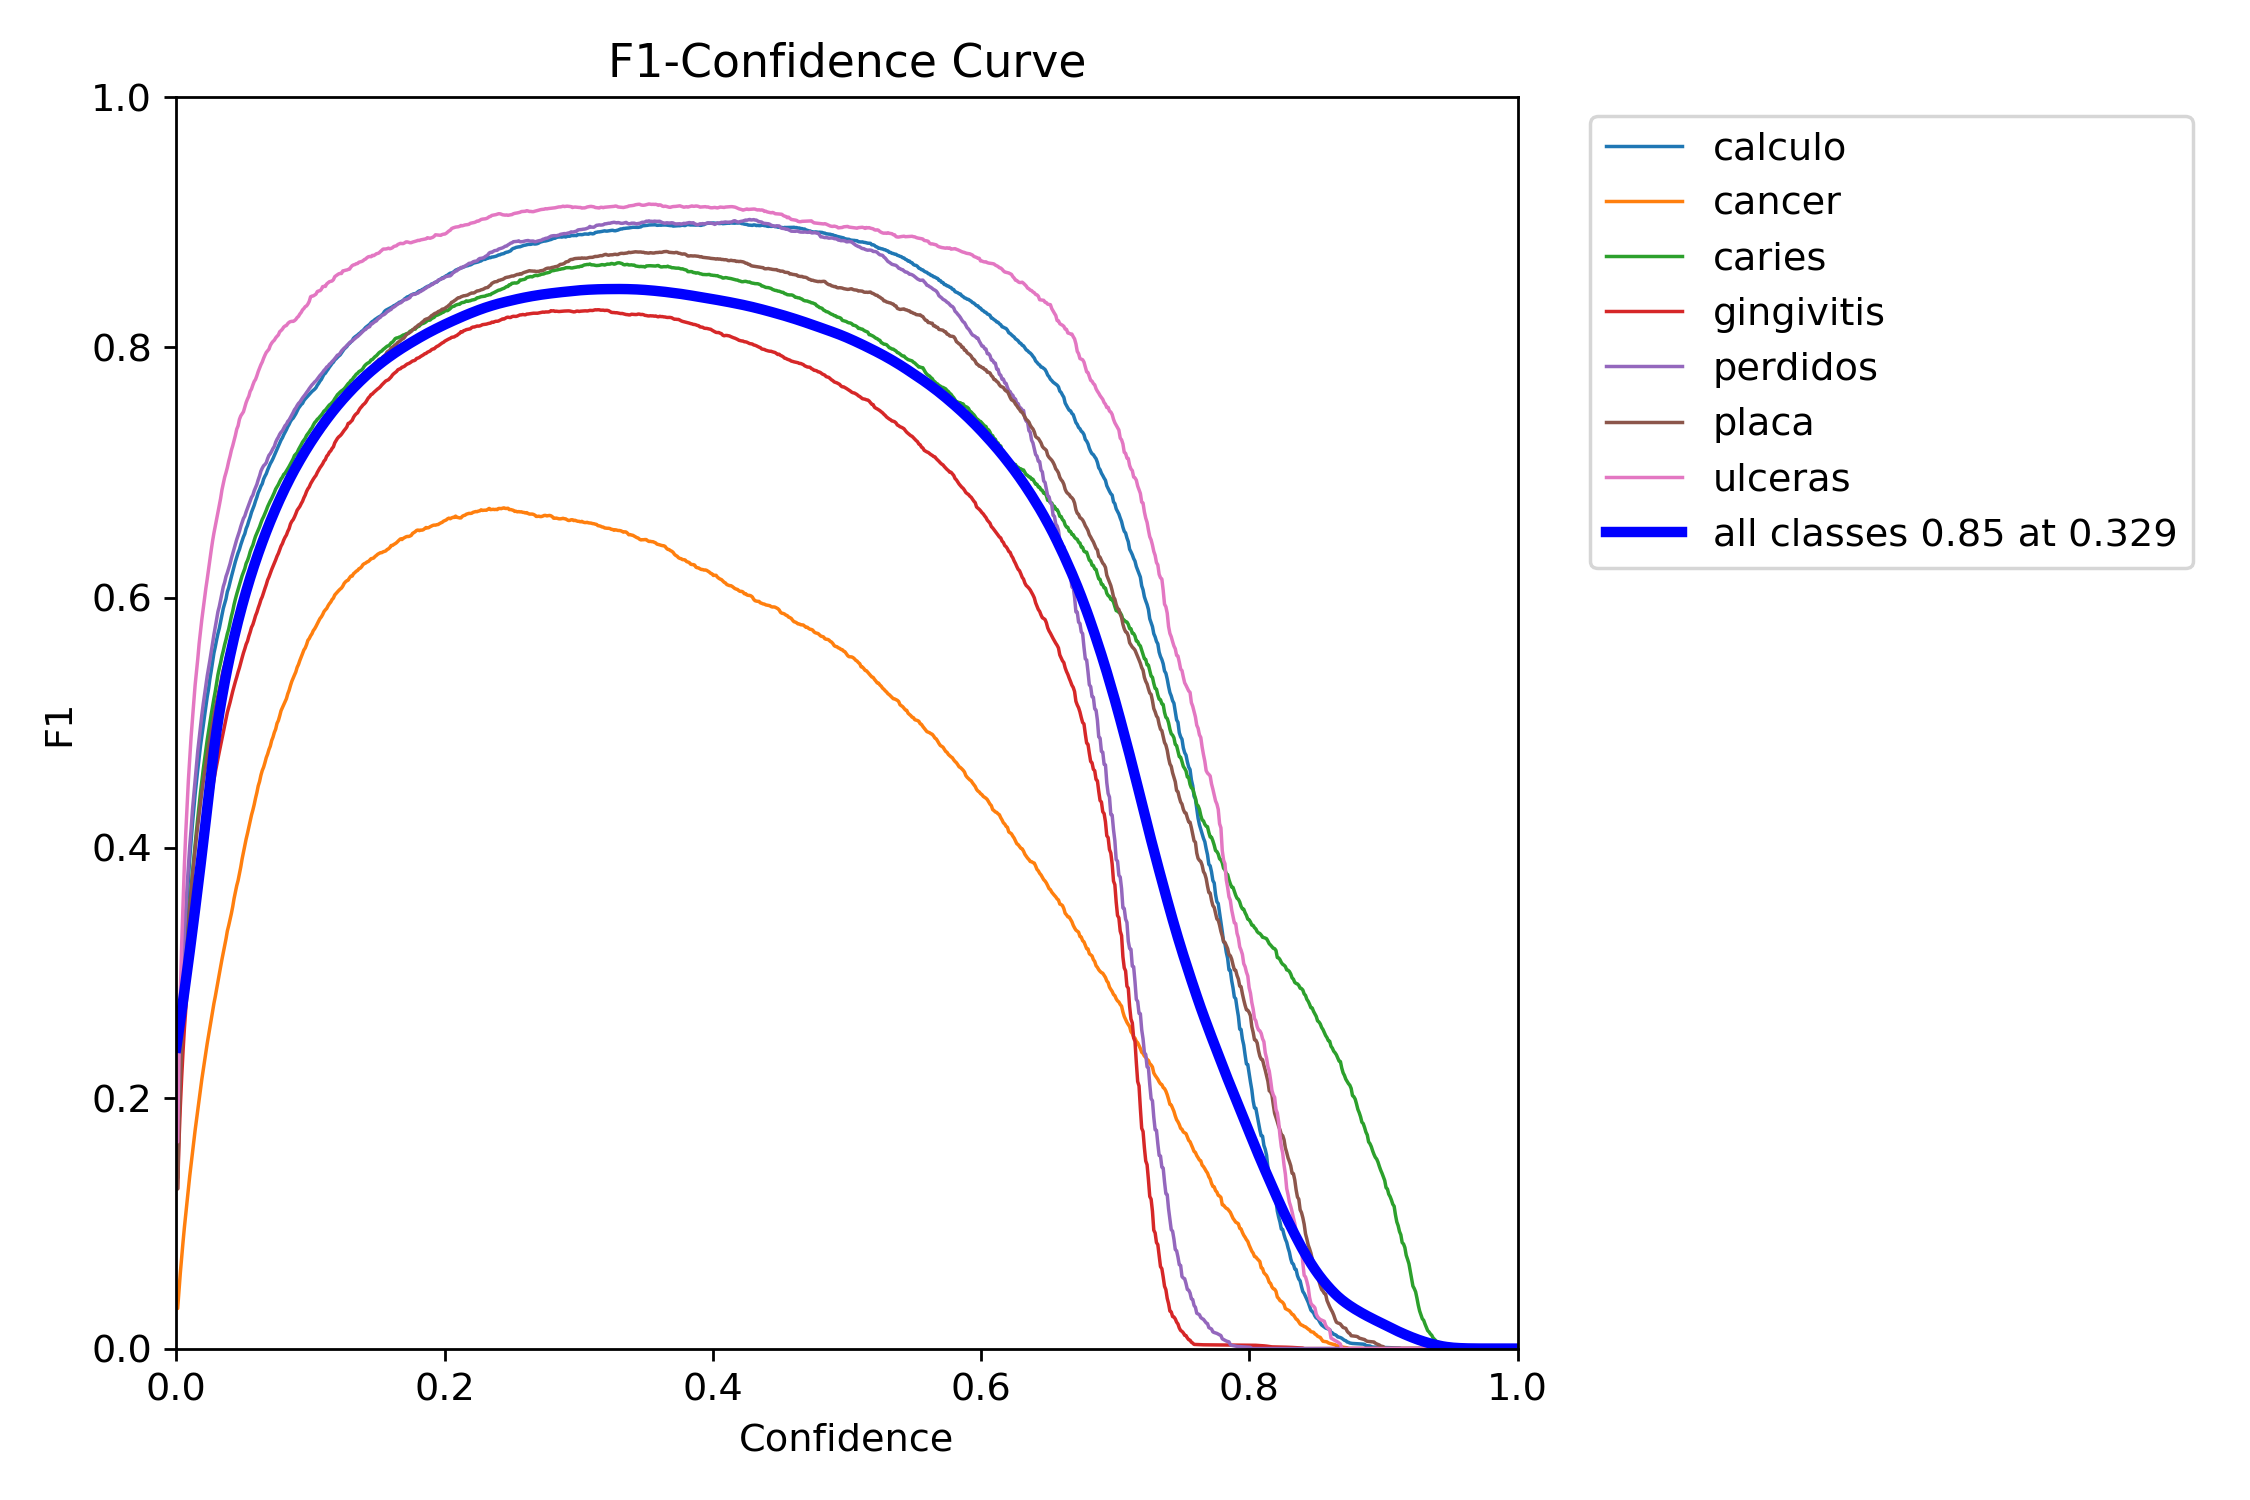 F1-Confidence Curve
1.0
0.8
0.6
0.4
0.2
0.0
F1
0.0 0.2 0.4 0.6 0.8 1.0
Confidence
calculo
cancer
caries
gingivitis
perdidos
placa
ulceras
all classes 0.85 at 0.329